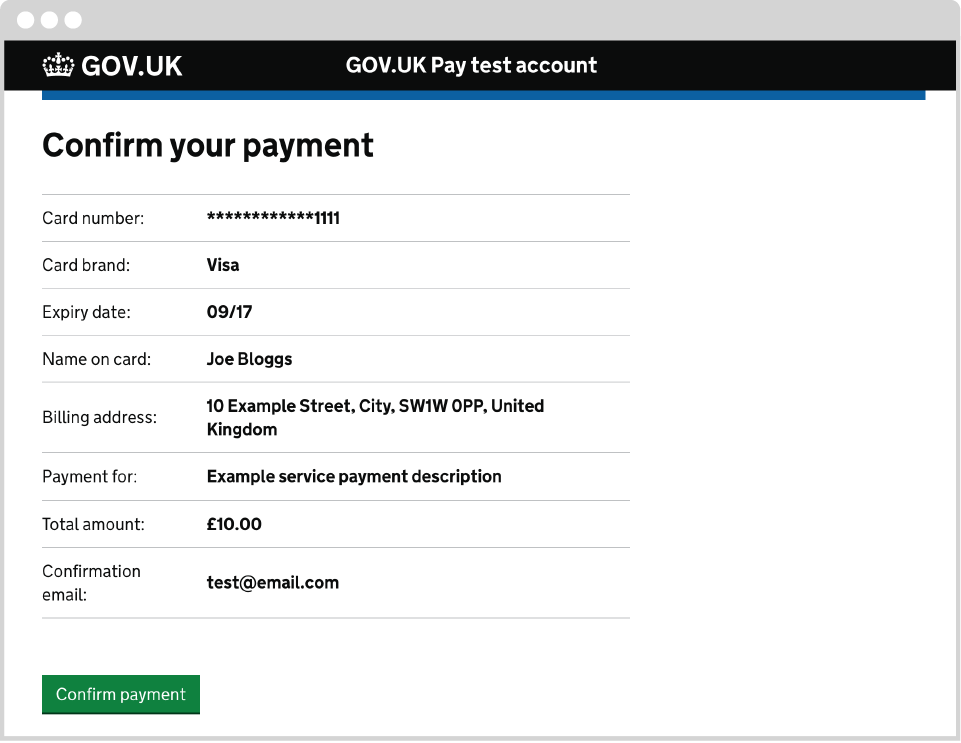 GOV.UK
GOV.UK Pay test account
Confirm your payment
Card number: ************1111
Card brand: Visa
Expiry date: 09/17
Name on card: Joe Bloggs
Billing address: 10 Example Street, City, SW1W 0PP, United
Kingdom
Payment for: Example service payment description
Total amount: £10.00
Confirmation
email: test@email.com
Confirm payment